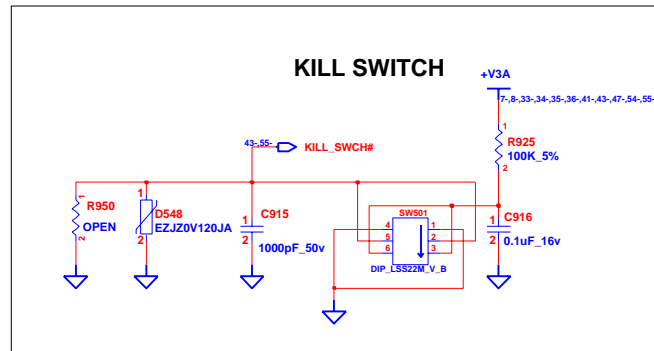 KILL SWITCH
+V3A
7-,8-,33-,34-,35-,36-,41-,43-,47-,54-,55-
1
R925
100K_5%
2
43-,55-
KILL_SWCH#
1
R950
OPEN
2
1
D548
EZJZ0V120JA
2
C915
1
2
1000pF_50v
SW501
4
1
5
2
6
3
DIP_LSS22M_V_B
C916
1
2
0.1uF_16v